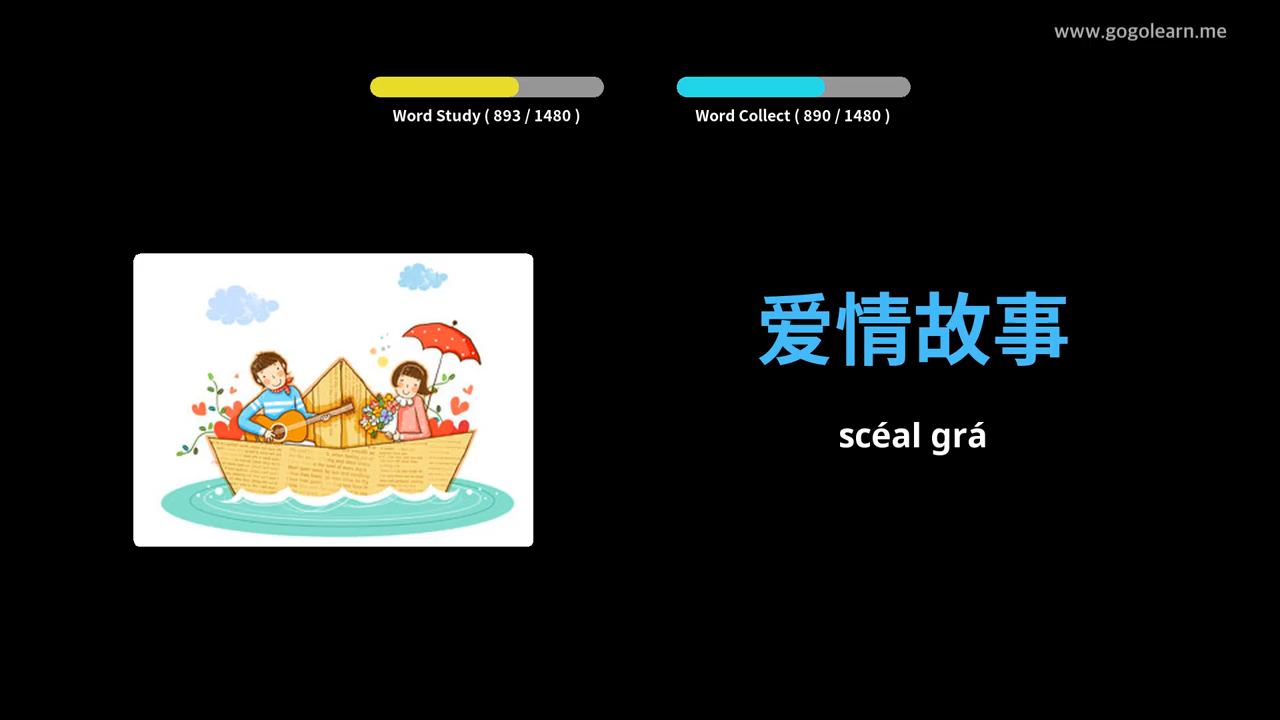 www.gogolearn.me
Word Study ( 893 / 1480 )
Word Collect ( 890 / 1480 )
爱情故事
scéal grá